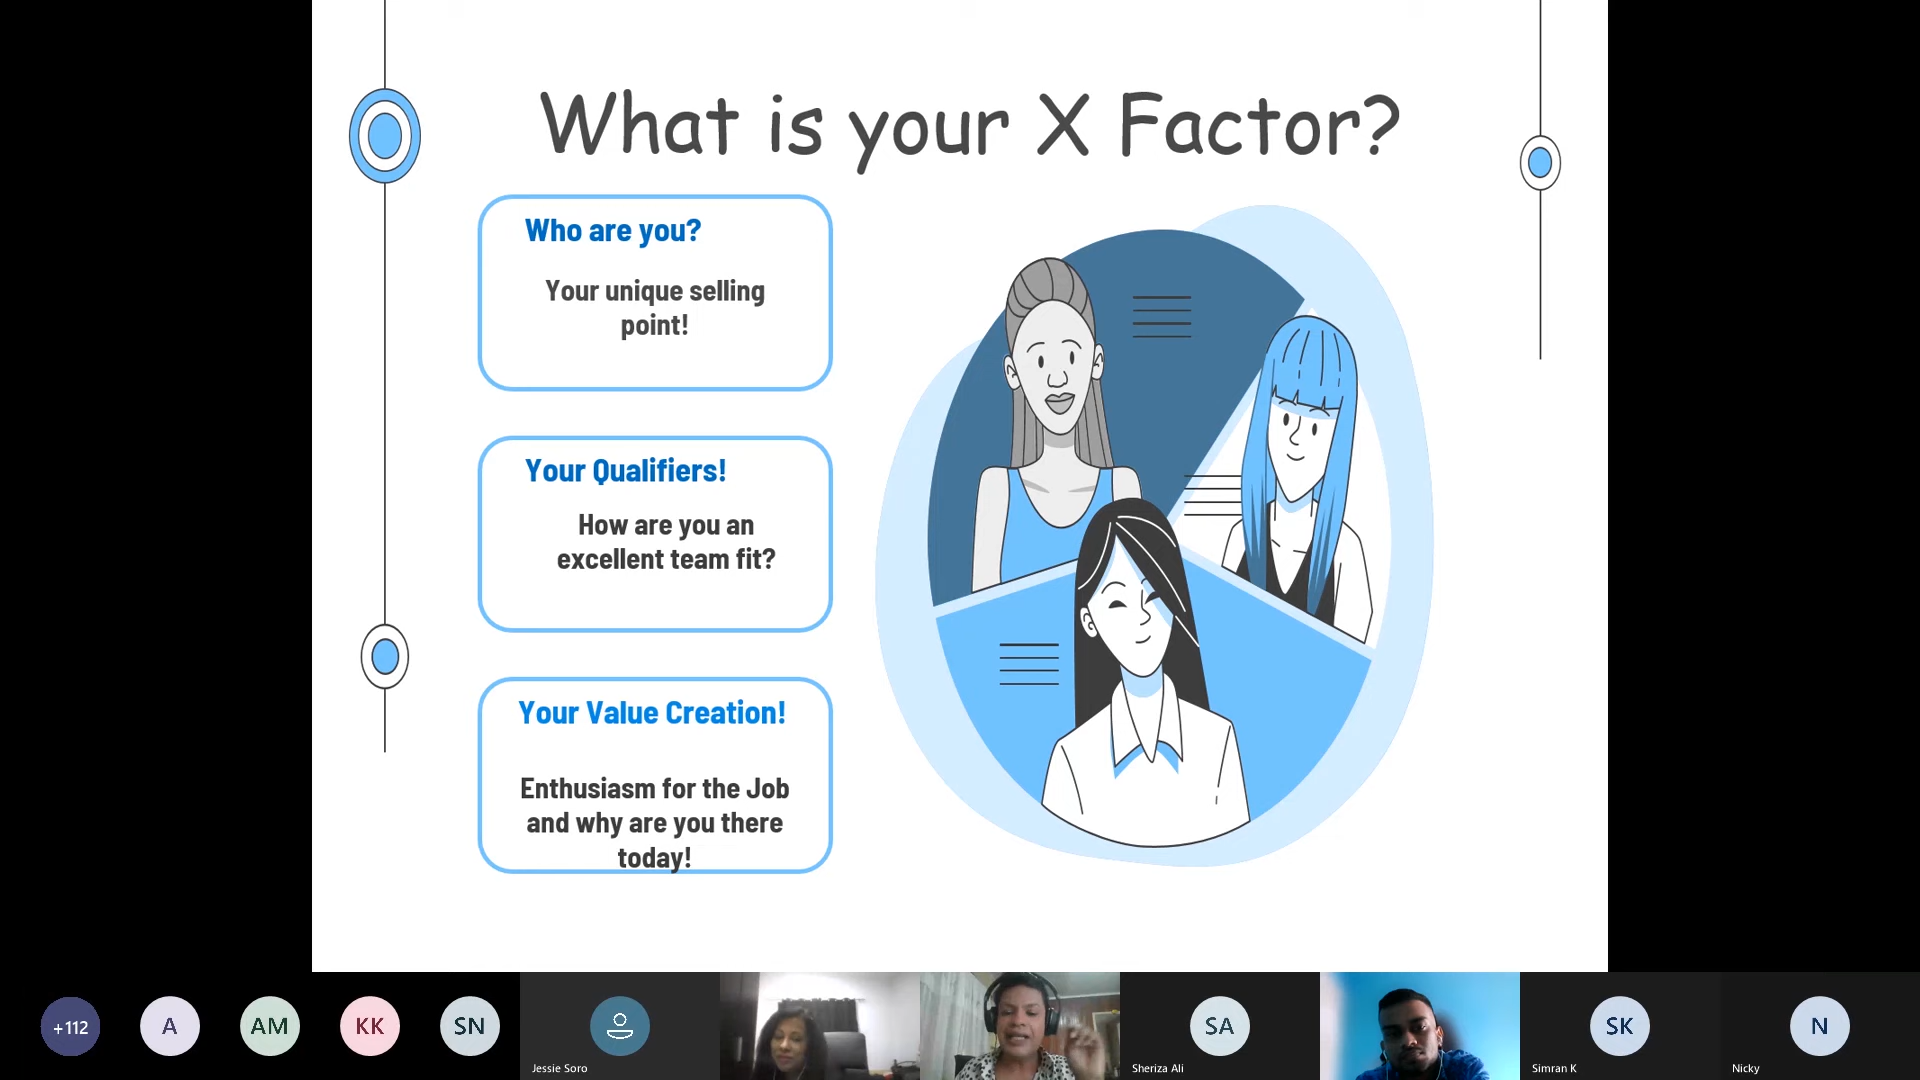 What is your X Factor?
Who are you?
Your unique selling
point!
Your Qualifiers!
How are you an
excellent team fit?
Your Value Creation!
Enthusiasm for the Job
and why are you there
today!
+112
A
AM
KK
SN
Jessie Soro
SA
Sheriza Ali
SK
Simran K
N
Nicky